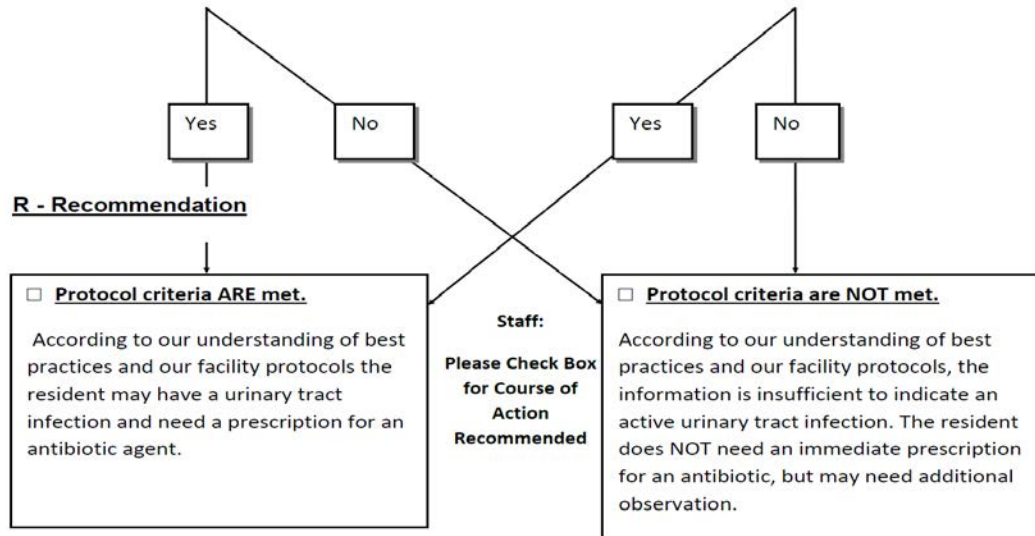 Yes
No
Yes
No
R - Recommendation
☐ Protocol criteria ARE met.
According to our understanding of best
practices and our facility protocols the
resident may have a urinary tract
infection and need a prescription for an
antibiotic agent.
Staff:
Please Check Box
for Course of
Action
Recommended
☐ Protocol criteria are NOT met.
According to our understanding of best
practices and our facility protocols, the
information is insufficient to indicate an
active urinary tract infection. The resident
does NOT need an immediate prescription
for an antibiotic, but may need additional
observation.